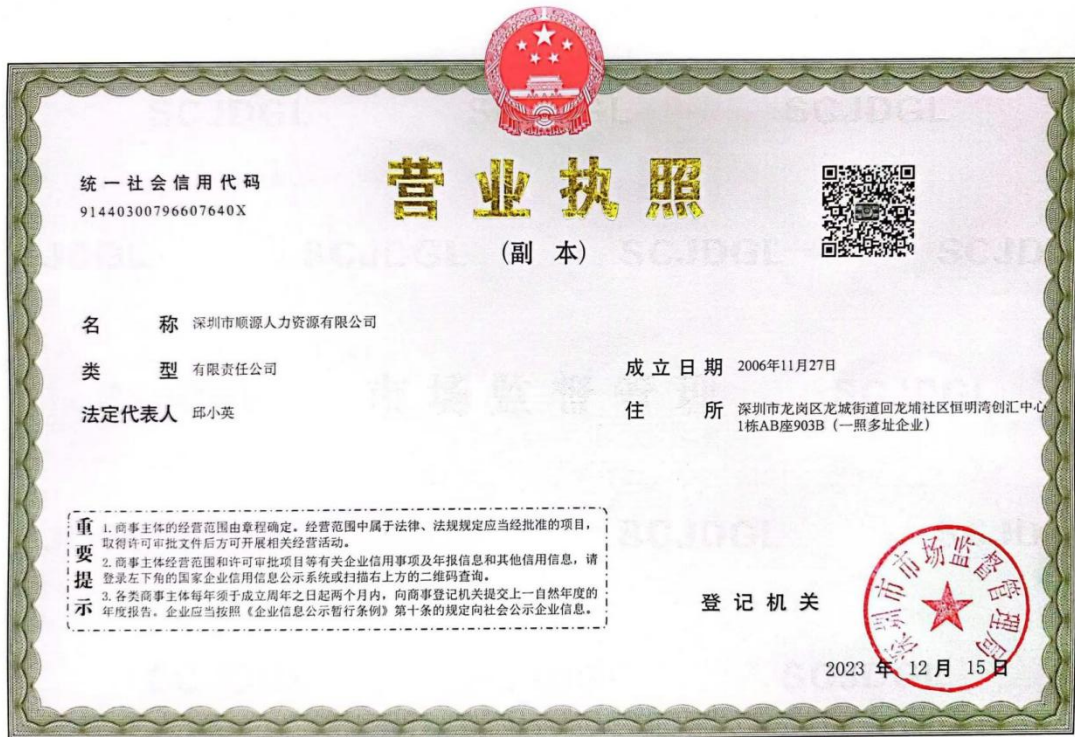 统一社会信用代码
91440300796607640X
营业执照
(副 本)
名 称 深圳市顺源人力资源有限公司
类 型 有限责任公司
法定代表人 邱小英
成立日期 2006年11月27日
住 所 深圳市龙岗区龙城街道回龙埔社区恒明湾创汇中心
1栋AB座903B（一照多址企业）
重要提示
1.商事主体的经营范围由章程确定。经营范围中属于法律、法规规定应当经批准的项目，
取得许可审批文件后方可开展相关经营活动。
2.商事主体经营范围和许可审批项目等有关企业信用事项及年报信息和其他信用信息，请
登录左下角的国家企业信用信息公示系统或扫描右上方的二维码查询。
3.各类商事主体每年须于成立周年之日起两个月内，向商事登记机关提交上一自然年度的
年度报告。企业应当按照《企业信息公示暂行条例》第十条的规定向社会公示企业信息。
登记机关
深圳市市场监督管理局
2023 年 12 月 15 日
SCJDGL
市场监督管理